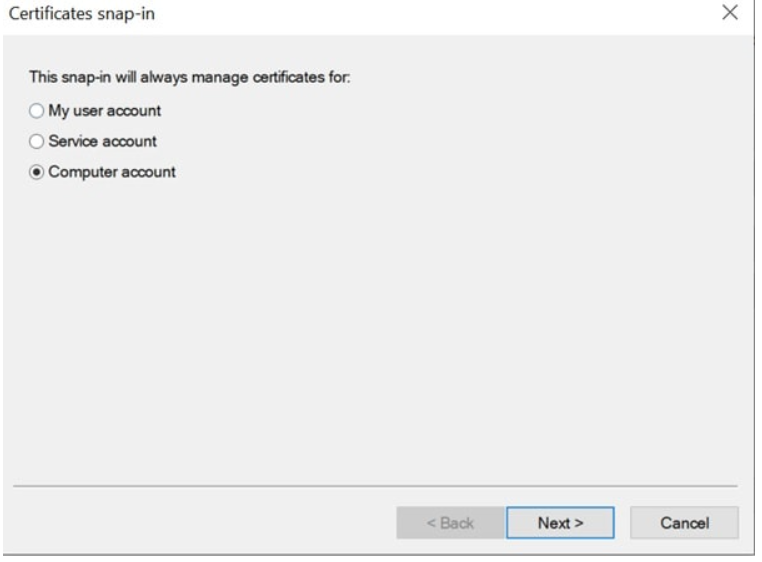 Certificates snap-in
This snap-in will always manage certificates for:
My user account
Service account
Computer account
< Back
Next >
Cancel